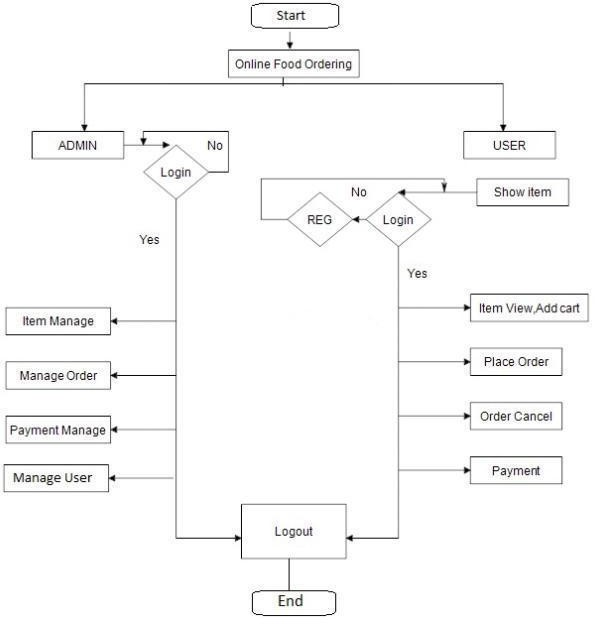 Start
Online Food Ordering
ADMIN
No
USER
Login
No
Show item
REG
Login
Yes
Yes
Item Manage
Item View,Add cart
Manage Order
Place Order
Payment Manage
Order Cancel
Manage User
Payment
Logout
End